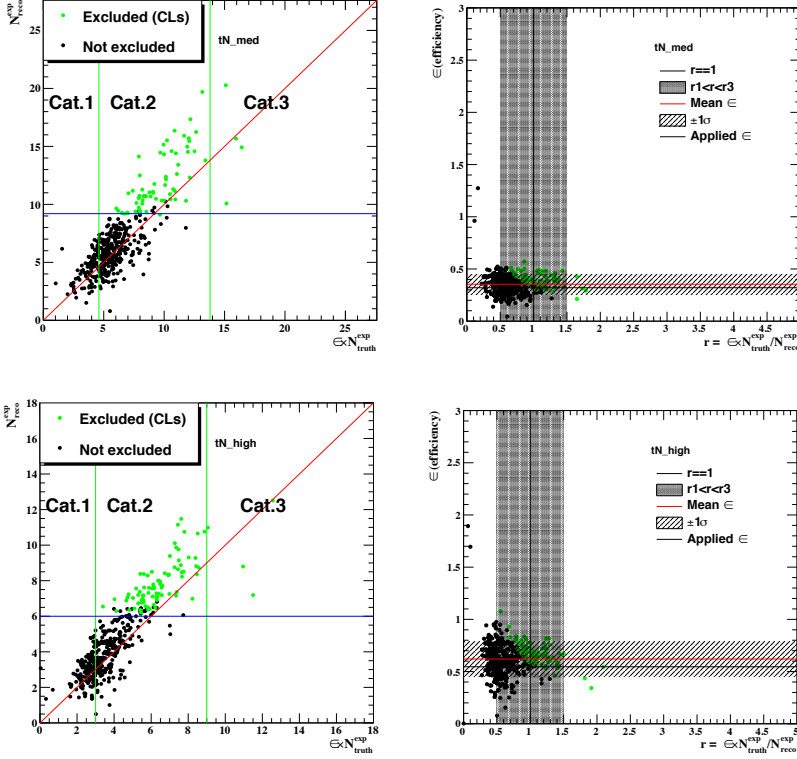 N^exp_reco
25
20
15
10
5
0
Excluded (CLs)
Not excluded
tN_med
Cat.1 Cat.2 Cat.3
0 5 10 15 20 25
∈×N^exp_truth
∈(efficiency)
3
2.5
2
1.5
1
0.5
0
tN_med
r==1
r1<r<r3
Mean ∈
±1σ
Applied ∈
0 0.5 1 1.5 2 2.5 3 3.5 4 4.5 5
r = ∈×N^exp_truth/N^exp_reco
N^exp_reco
18
16
14
12
10
8
6
4
2
0
Excluded (CLs)
Not excluded
tN_high
Cat.1 Cat.2 Cat.3
0 2 4 6 8 10 12 14 16 18
∈×N^exp_truth
∈(efficiency)
3
2.5
2
1.5
1
0.5
0
tN_high
r==1
r1<r<r3
Mean ∈
±1σ
Applied ∈
0 0.5 1 1.5 2 2.5 3 3.5 4 4.5 5
r = ∈×N^exp_truth/N^exp_reco